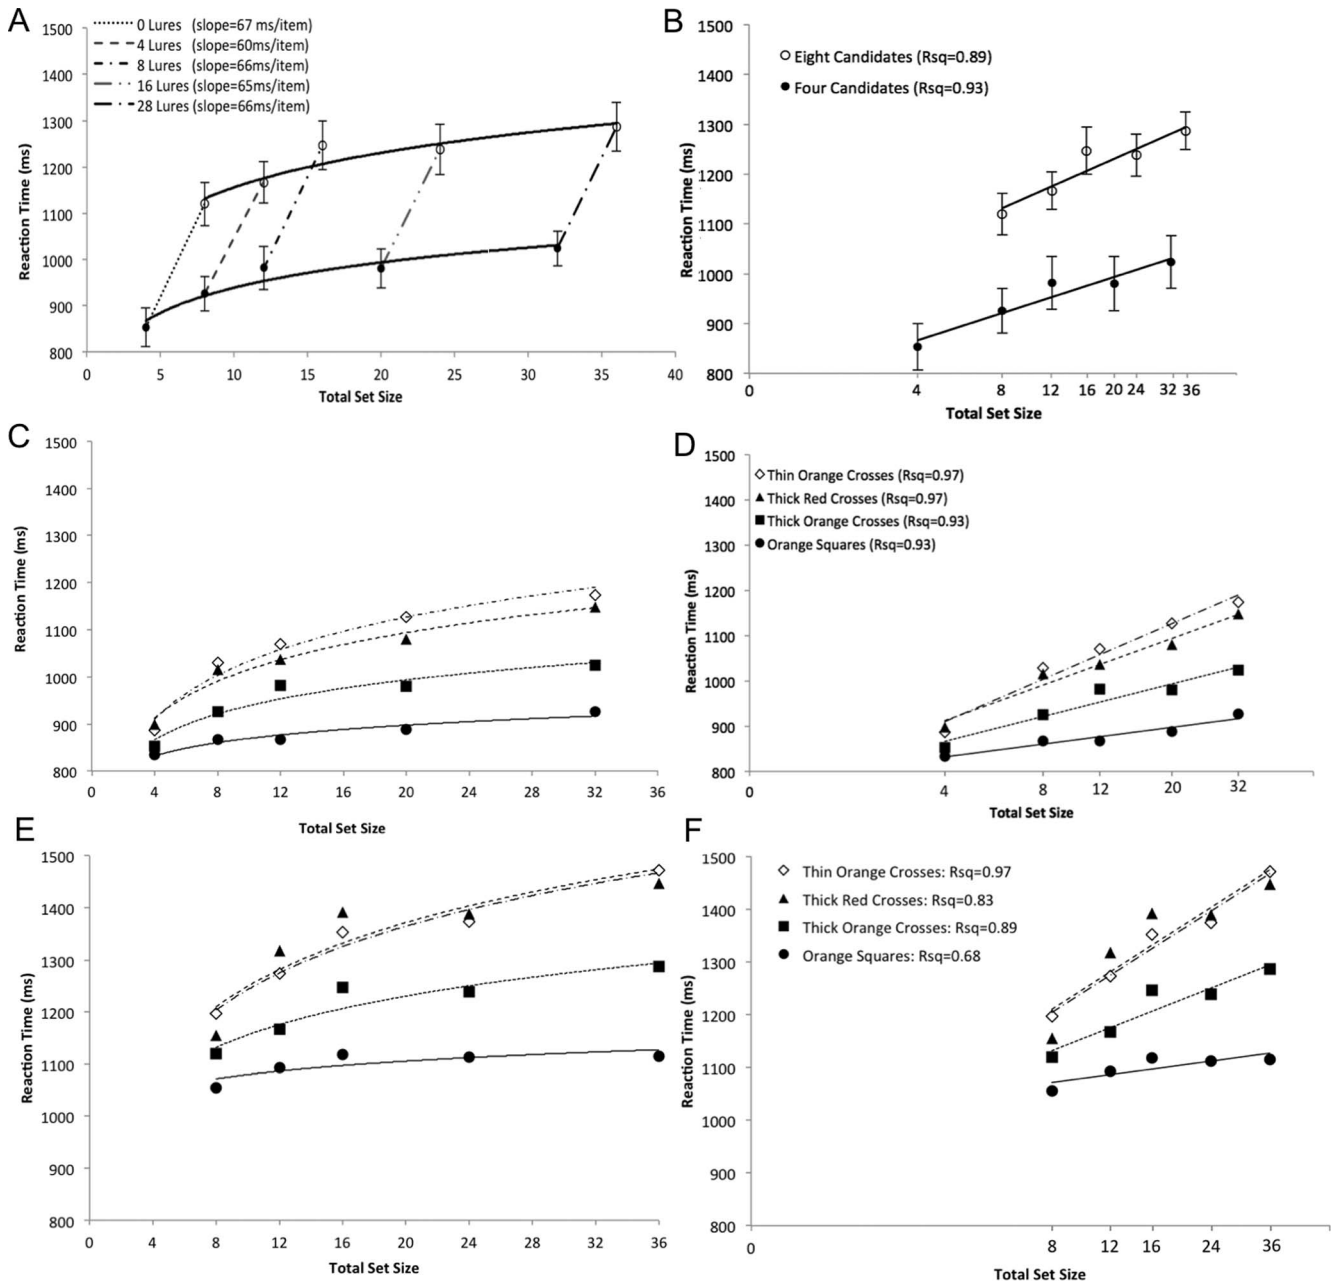 A
1500
1400
1300
1200
1100
1000
900
800
Reaction Time (ms)
0 Lures (slope=67 ms/item)
4 Lures (slope=60ms/item)
8 Lures (slope=66ms/item)
16 Lures (slope=65ms/item)
28 Lures (slope=66ms/item)
0 5 10 15 20 25 30 35 40
Total Set Size
B
1500
1400
1300
1200
1100
1000
900
800
Reaction Time (ms)
Eight Candidates (Rsq=0.89)
Four Candidates (Rsq=0.93)
0 4 8 12 16 20 24 32 36
Total Set Size
C
1500
1400
1300
1200
1100
1000
900
800
Reaction Time (ms)
0 4 8 12 16 20 24 28 32 36
Total Set Size
D
1500
1400
1300
1200
1100
1000
900
800
Reaction Time (ms)
Thin Orange Crosses (Rsq=0.97)
Thick Red Crosses (Rsq=0.97)
Thick Orange Crosses (Rsq=0.93)
Orange Squares (Rsq=0.93)
0 4 8 12 20 32
Total Set Size
E
1500
1400
1300
1200
1100
1000
900
800
Reaction Time (ms)
0 4 8 12 16 20 24 28 32 36
Total Set Size
F
1500
1400
1300
1200
1100
1000
900
800
Reaction Time (ms)
Thin Orange Crosses: Rsq=0.97
Thick Red Crosses: Rsq=0.83
Thick Orange Crosses: Rsq=0.89
Orange Squares: Rsq=0.68
0 8 12 16 24 36
Total Set Size